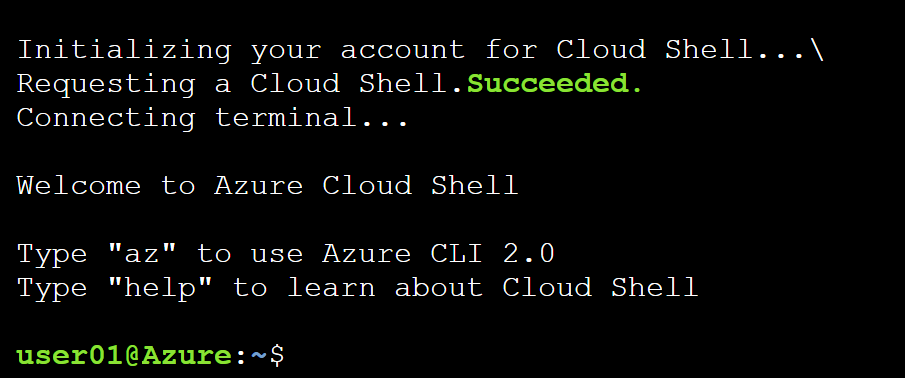 Initializing your account for Cloud Shell...\
Requesting a Cloud Shell.Succeeded.
Connecting terminal...
Welcome to Azure Cloud Shell
Type "az" to use Azure CLI 2.0
Type "help" to learn about Cloud Shell
user01@Azure:~$